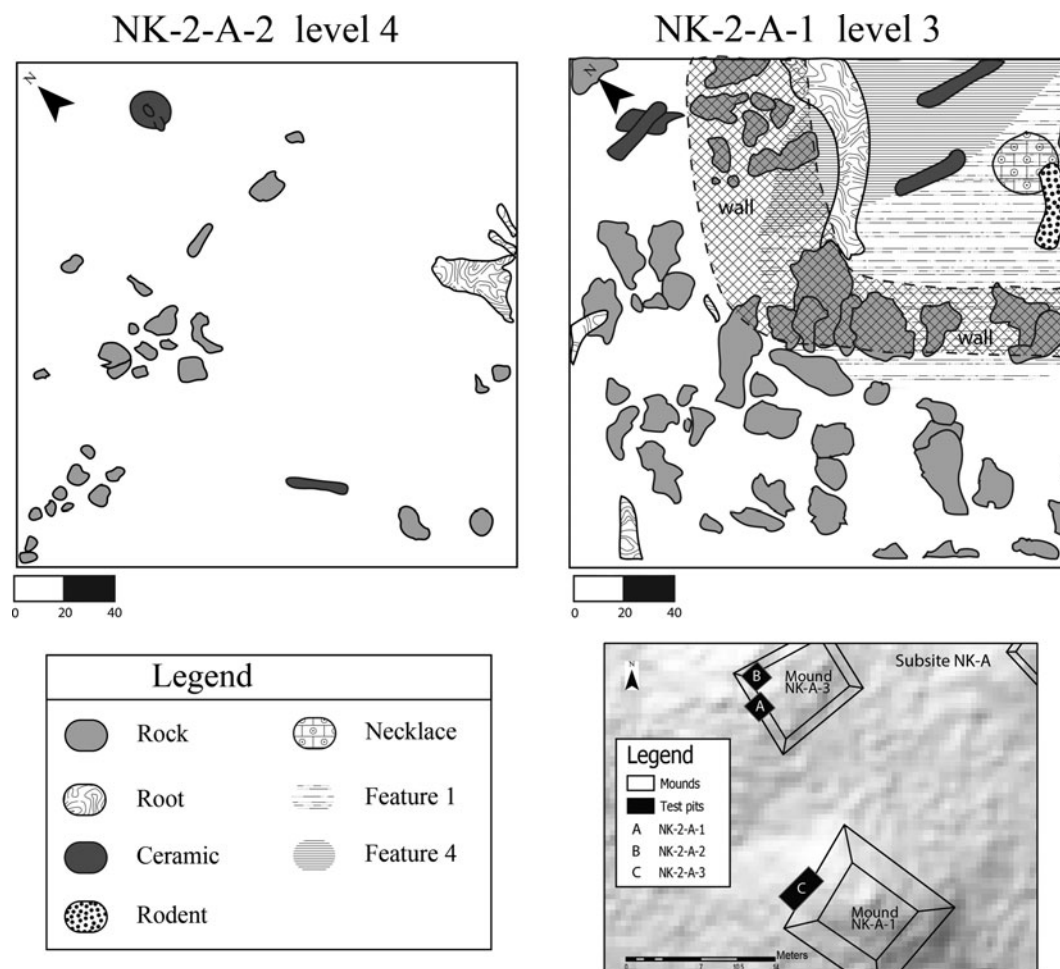 NK-2-A-2 level 4
N
0 20 40
NK-2-A-1 level 3
N
wall
wall
0 20 40
Legend
Rock
Root
Ceramic
Rodent
Necklace
Feature 1
Feature 4
N
Subsite NK-A
Mound
NK-A-3
B
A
Legend
Mounds
Test pits
A NK-2-A-1
B NK-2-A-2
C NK-2-A-3
C
Mound
NK-A-1
Meters